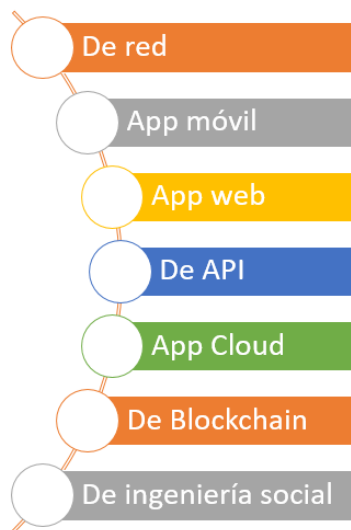 De red
App móvil
App web
De API
App Cloud
De Blockchain
De ingeniería social